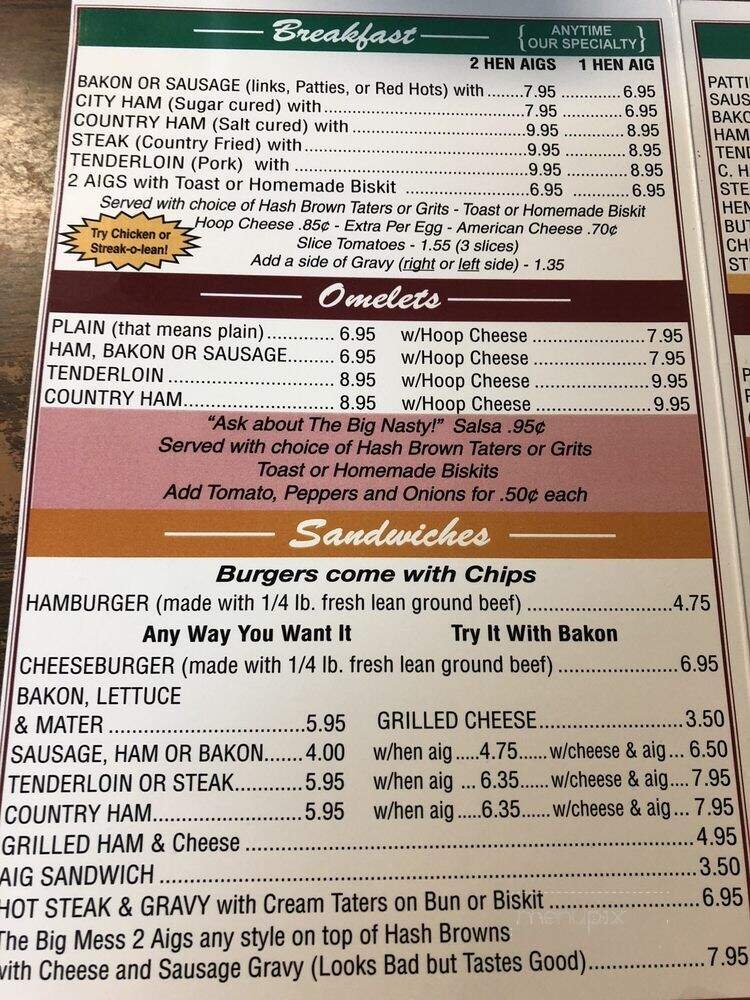 Breakfast { ANYTIME
OUR SPECIALTY }
2 HEN AIGS 1 HEN AIG
BAKON OR SAUSAGE (links, Patties, or Red Hots) with .......7.95 ..............6.95
CITY HAM (Sugar cured) with.......7.95 ..............6.95
COUNTRY HAM (Salt cured) with.......9.95 ..............8.95
STEAK (Country Fried) with.......9.95 ..............8.95
TENDERLOIN (Pork) with .......9.95 ..............8.95
2 AIGS with Toast or Homemade Biskit .......6.95 ..............6.95
Served with choice of Hash Brown Taters or Grits - Toast or Homemade Biskit
Try Chicken or
Streak-o-lean!
Hoop Cheese .85¢ - Extra Per Egg - American Cheese .70¢
Slice Tomatoes - 1.55 (3 slices)
Add a side of Gravy (right or left side) - 1.35
Omelets
PLAIN (that means plain)............. 6.95 w/Hoop Cheese .....................7.95
HAM, BAKON OR SAUSAGE....... 6.95 w/Hoop Cheese .....................7.95
TENDERLOIN ............................. 8.95 w/Hoop Cheese .....................9.95
COUNTRY HAM.......................... 8.95 w/Hoop Cheese .....................9.95
"Ask about The Big Nasty!" Salsa .95¢
Served with choice of Hash Brown Taters or Grits
Toast or Homemade Biskits
Add Tomato, Peppers and Onions for .50¢ each
Sandwiches
Burgers come with Chips
HAMBURGER (made with 1/4 lb. fresh lean ground beef) .........................4.75
Any Way You Want It Try It With Bakon
CHEESEBURGER (made with 1/4 lb. fresh lean ground beef) ....................6.95
BAKON, LETTUCE
& MATER ..................................5.95 GRILLED CHEESE........................3.50
SAUSAGE, HAM OR BAKON.......4.00 w/hen aig .....4.75...... w/cheese & aig... 6.50
TENDERLOIN OR STEAK............5.95 w/hen aig ... 6.35...... w/cheese & aig.... 7.95
COUNTRY HAM..........................5.95 w/hen aig .....6.35...... w/cheese & aig... 7.95
GRILLED HAM & Cheese ..........................................................................4.95
AIG SANDWICH .......................................................................................3.50
HOT STEAK & GRAVY with Cream Taters on Bun or Biskit .........................6.95
The Big Mess 2 Aigs any style on top of Hash Browns
with Cheese and Sausage Gravy (Looks Bad but Tastes Good)...................7.95
menupix
PATTI
SAUS
BAKO
HAM
TEND
C. H
STE
HEN
BUT
CHI
ST